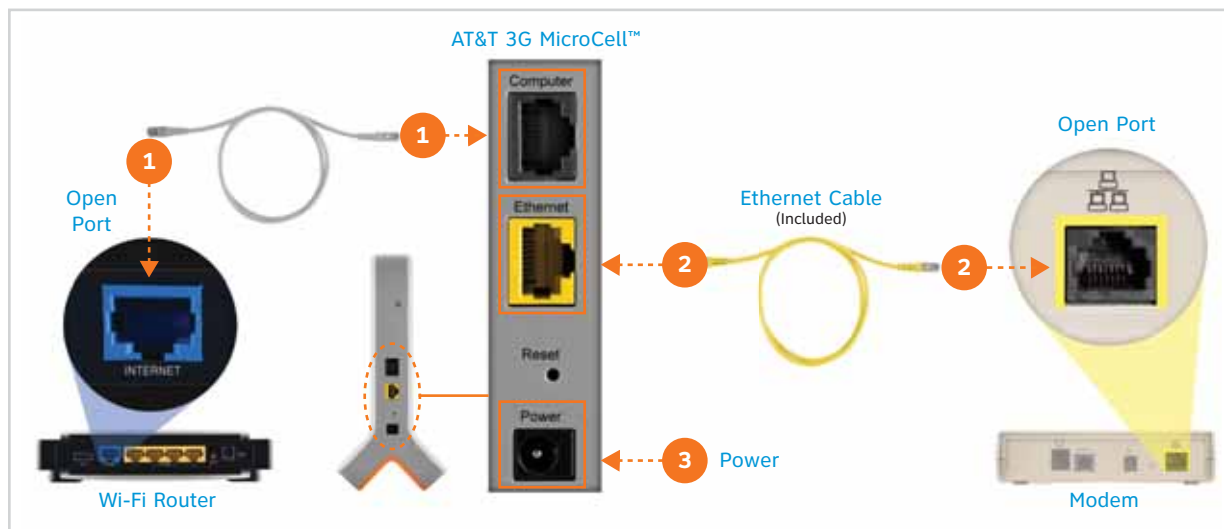 AT&T 3G MicroCell™
Computer
1
1
Open Port
Open
Port
Ethernet
Ethernet Cable
(Included)
2
2
INTERNET
Reset
Power
3
Power
Wi-Fi Router
Modem